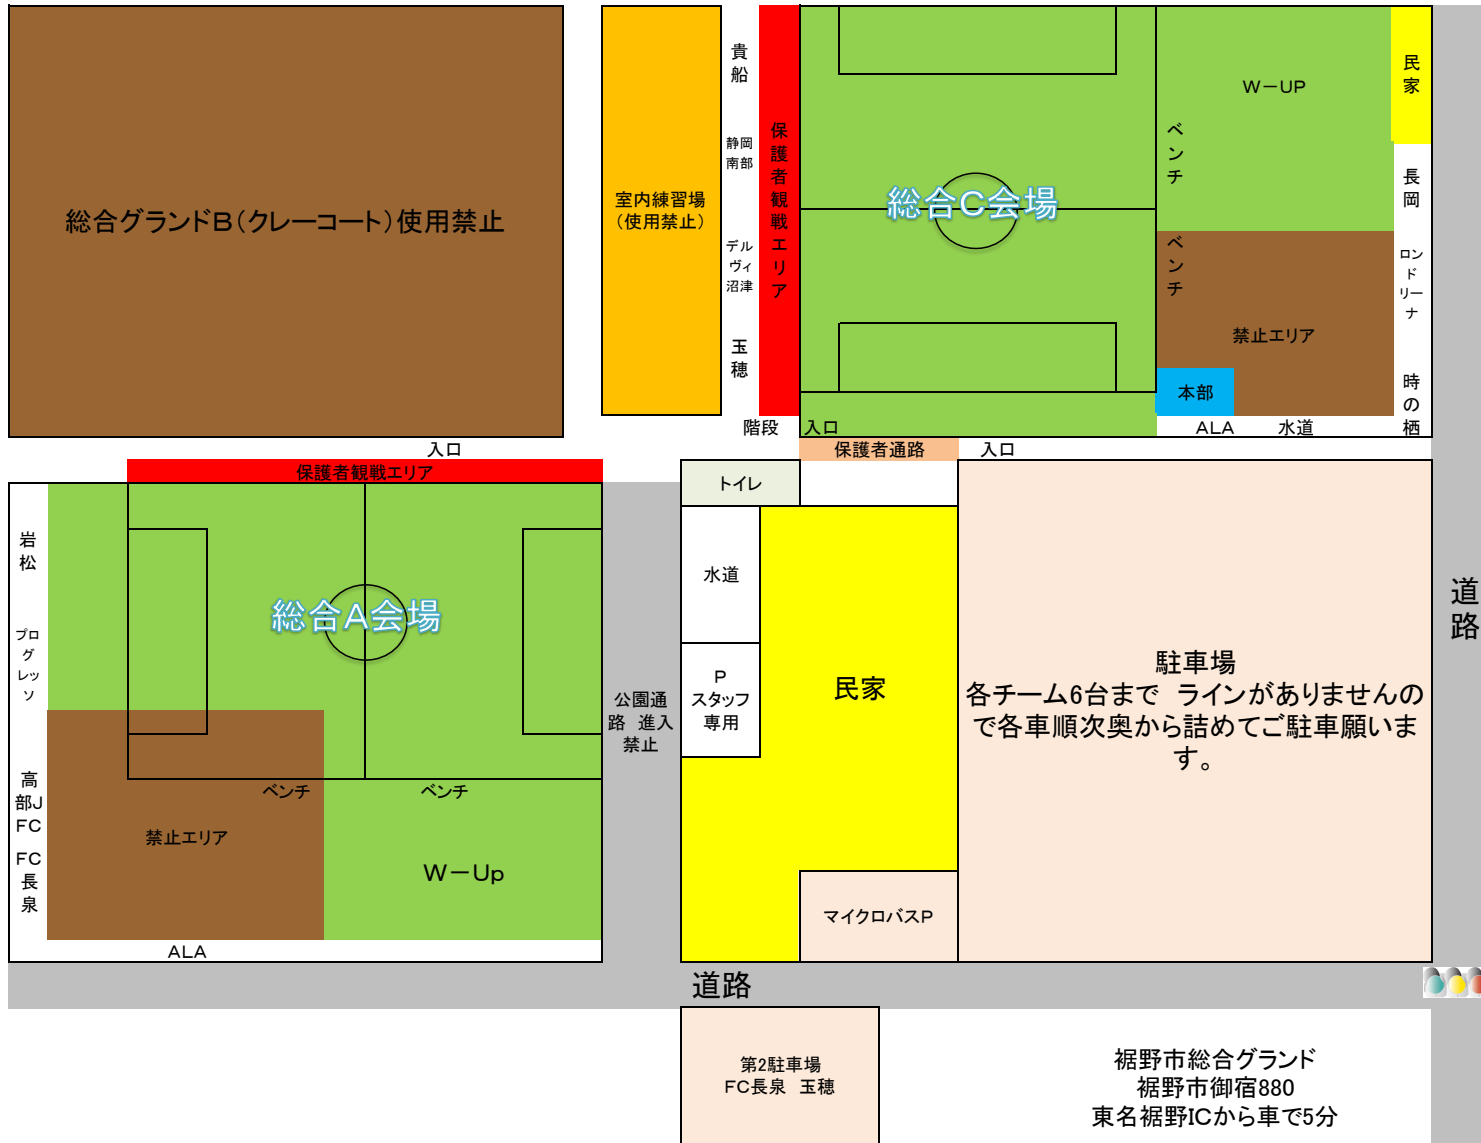 総合グランドB（クレーコート）使用禁止
室内練習場
（使用禁止）
貴
船
静岡
南部
デル
ヴィ
沼津
玉
穂
保
護
者
観
戦
エ
リ
ア
総合C会場
W－UP
ベ
ン
チ
ベ
ン
チ
民
家
長
岡
ロン
ド
リー
ナ
時
の
栖
禁止エリア
本部
ALA
水道
階段
入口
入口
保護者通路
入口
保護者観戦エリア
岩
松
プロ
グ
レッ
ソ
高
部J
FC
FC
長
泉
総合A会場
ベンチ
ベンチ
禁止エリア
W－Up
ALA
公園通
路 進入
禁止
トイレ
水道
P
スタッフ
専用
民家
マイクロバスP
駐車場
各チーム6台まで ラインがありませんの
で各車順次奥から詰めてご駐車願いま
す。
道
路
道路
第2駐車場
FC長泉 玉穂
裾野市総合グランド
裾野市御宿880
東名裾野ICから車で5分